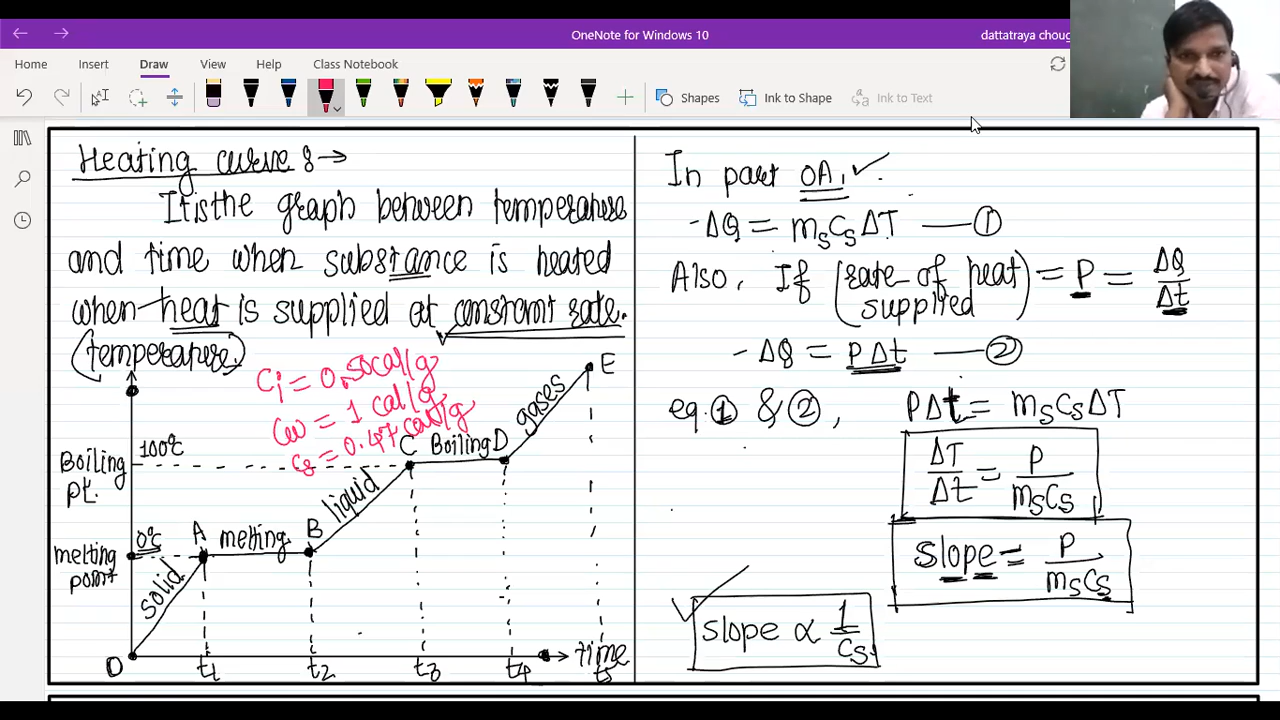 OneNote for Windows 10
dattatraya choug
Home Insert Draw View Help Class Notebook
Shapes Ink to Shape Ink to Text
Heating curve :→
It is the graph between temperature
and time when substance is heated
when heat is supplied at constant rate.
(temperature)
Ci = 0.50 cal/g
Cw = 1 cal/g
Cs = 0.47 cal/g
E
gases
C Boiling D
100°C
Boiling
pt.
liquid
A melting B
0°C
melting
point
solid
O t1 t2 t3 t4 time
t5
In part OA, ✓
-ΔQ = msCsΔT —— ①
Also, If (rate of heat supplied) = P = ΔQ/Δt
-ΔQ = PΔt —— ②
eq. ① & ②, PΔt = msCsΔT
ΔT/Δt = P/msCs
slope = P/msCs
slope ∝ 1/Cs